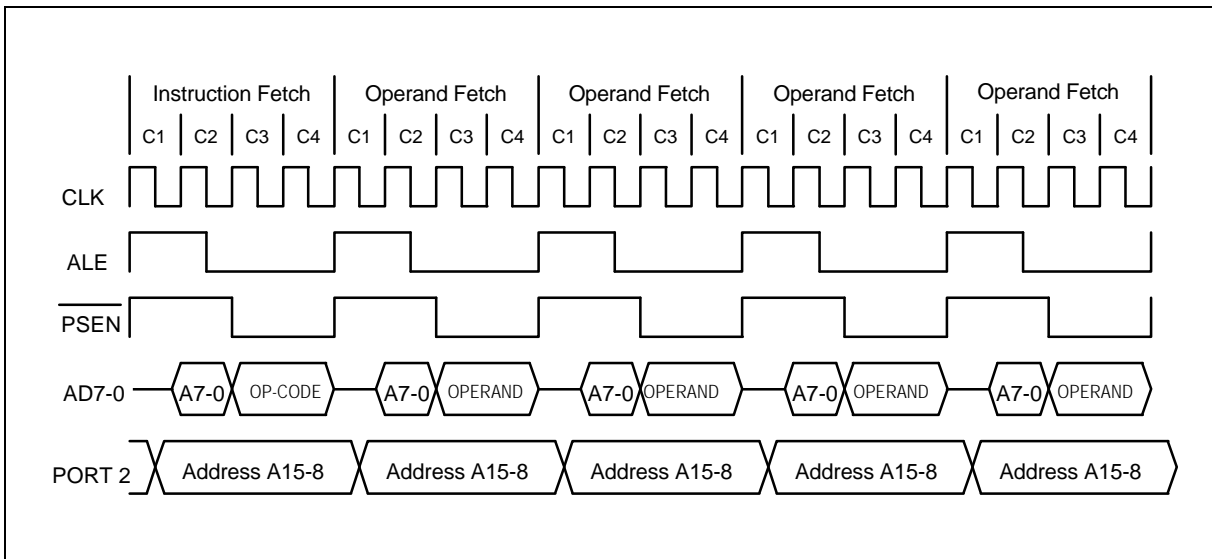 Instruction Fetch Operand Fetch Operand Fetch Operand Fetch Operand Fetch
C1 C2 C3 C4 C1 C2 C3 C4 C1 C2 C3 C4 C1 C2 C3 C4 C1 C2 C3 C4
CLK
ALE
PSEN
AD7-0 A7-0 OP-CODE A7-0 OPERAND A7-0 OPERAND A7-0 OPERAND A7-0 OPERAND
PORT 2 Address A15-8 Address A15-8 Address A15-8 Address A15-8 Address A15-8